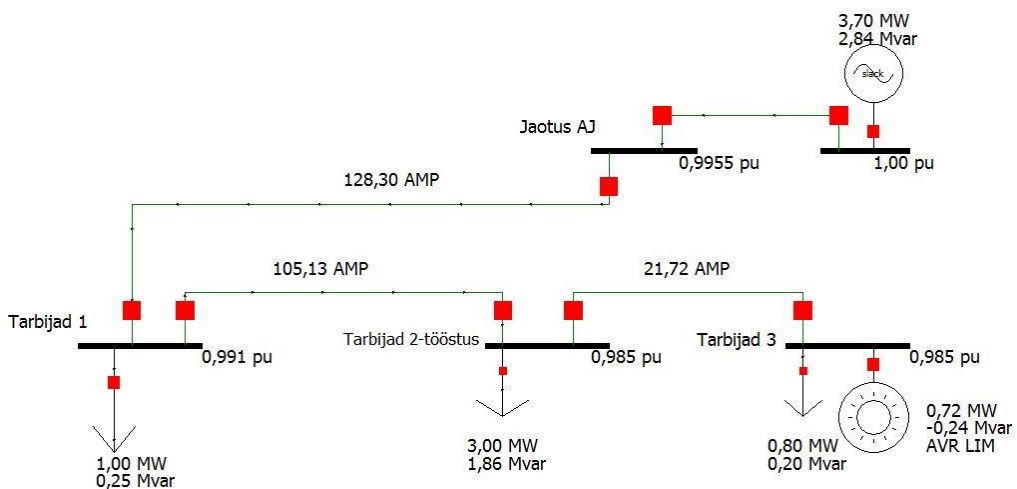 3,70 MW
2,84 Mvar
slack
Jaotus AJ
0,9955 pu
1,00 pu
128,30 AMP
105,13 AMP
21,72 AMP
Tarbijad 1
Tarbijad 2-tööstus
Tarbijad 3
0,991 pu
0,985 pu
0,985 pu
1,00 MW
0,25 Mvar
3,00 MW
1,86 Mvar
0,80 MW
0,20 Mvar
0,72 MW
-0,24 Mvar
AVR LIM